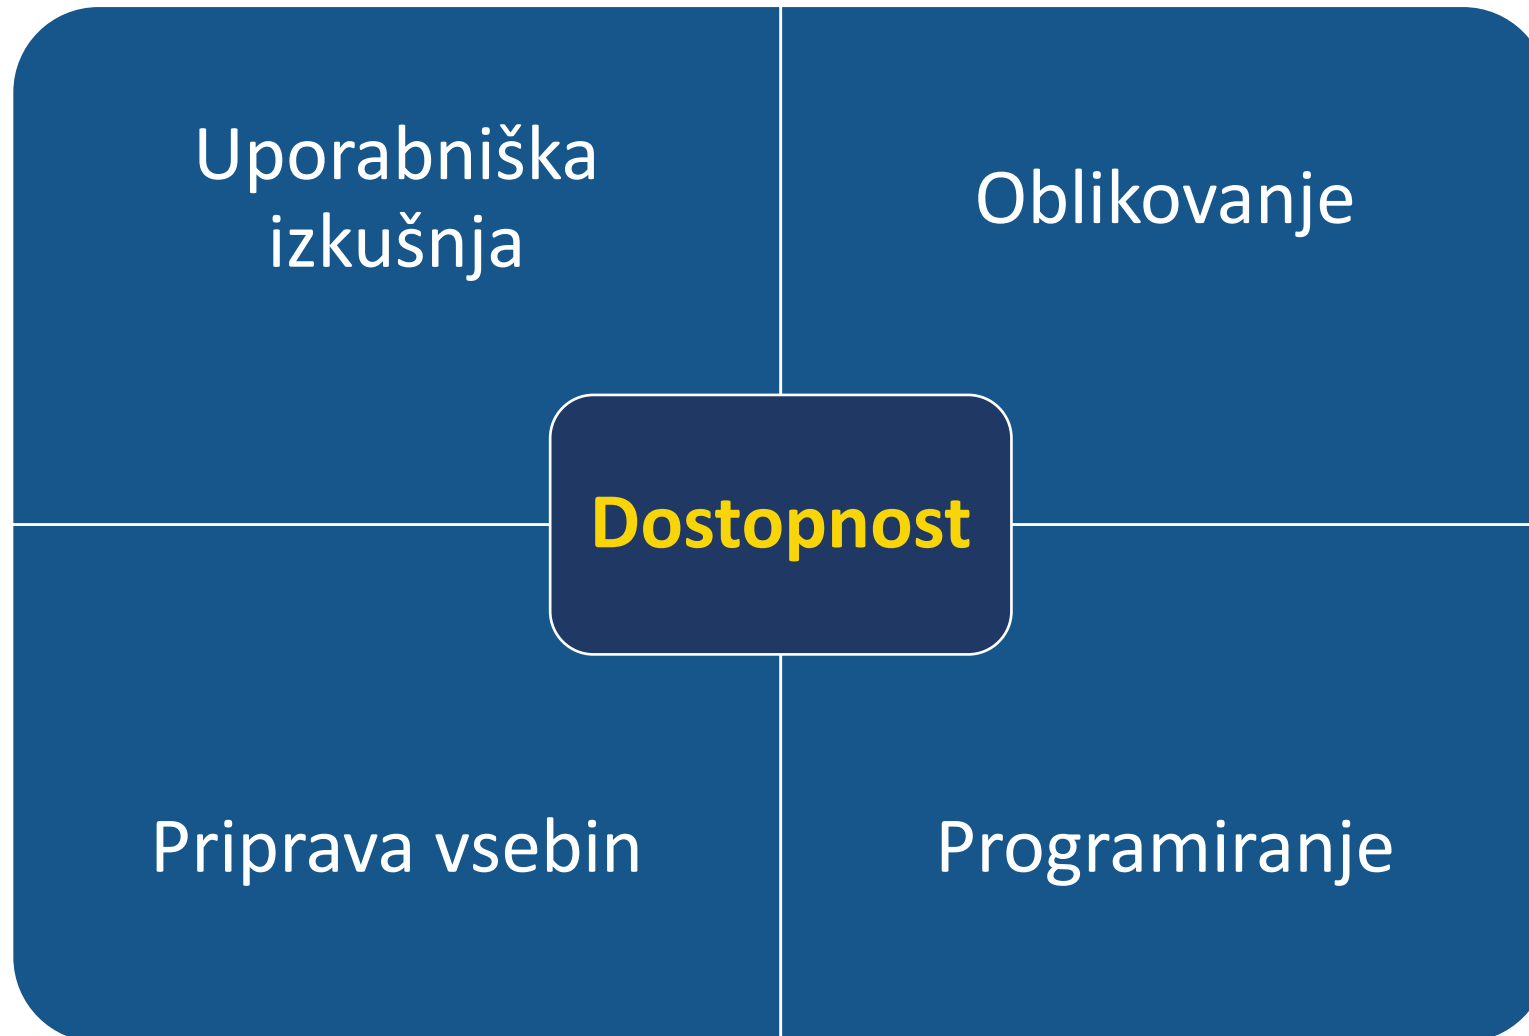 Uporabniška
izkušnja
Oblikovanje
Dostopnost
Priprava vsebin
Programiranje